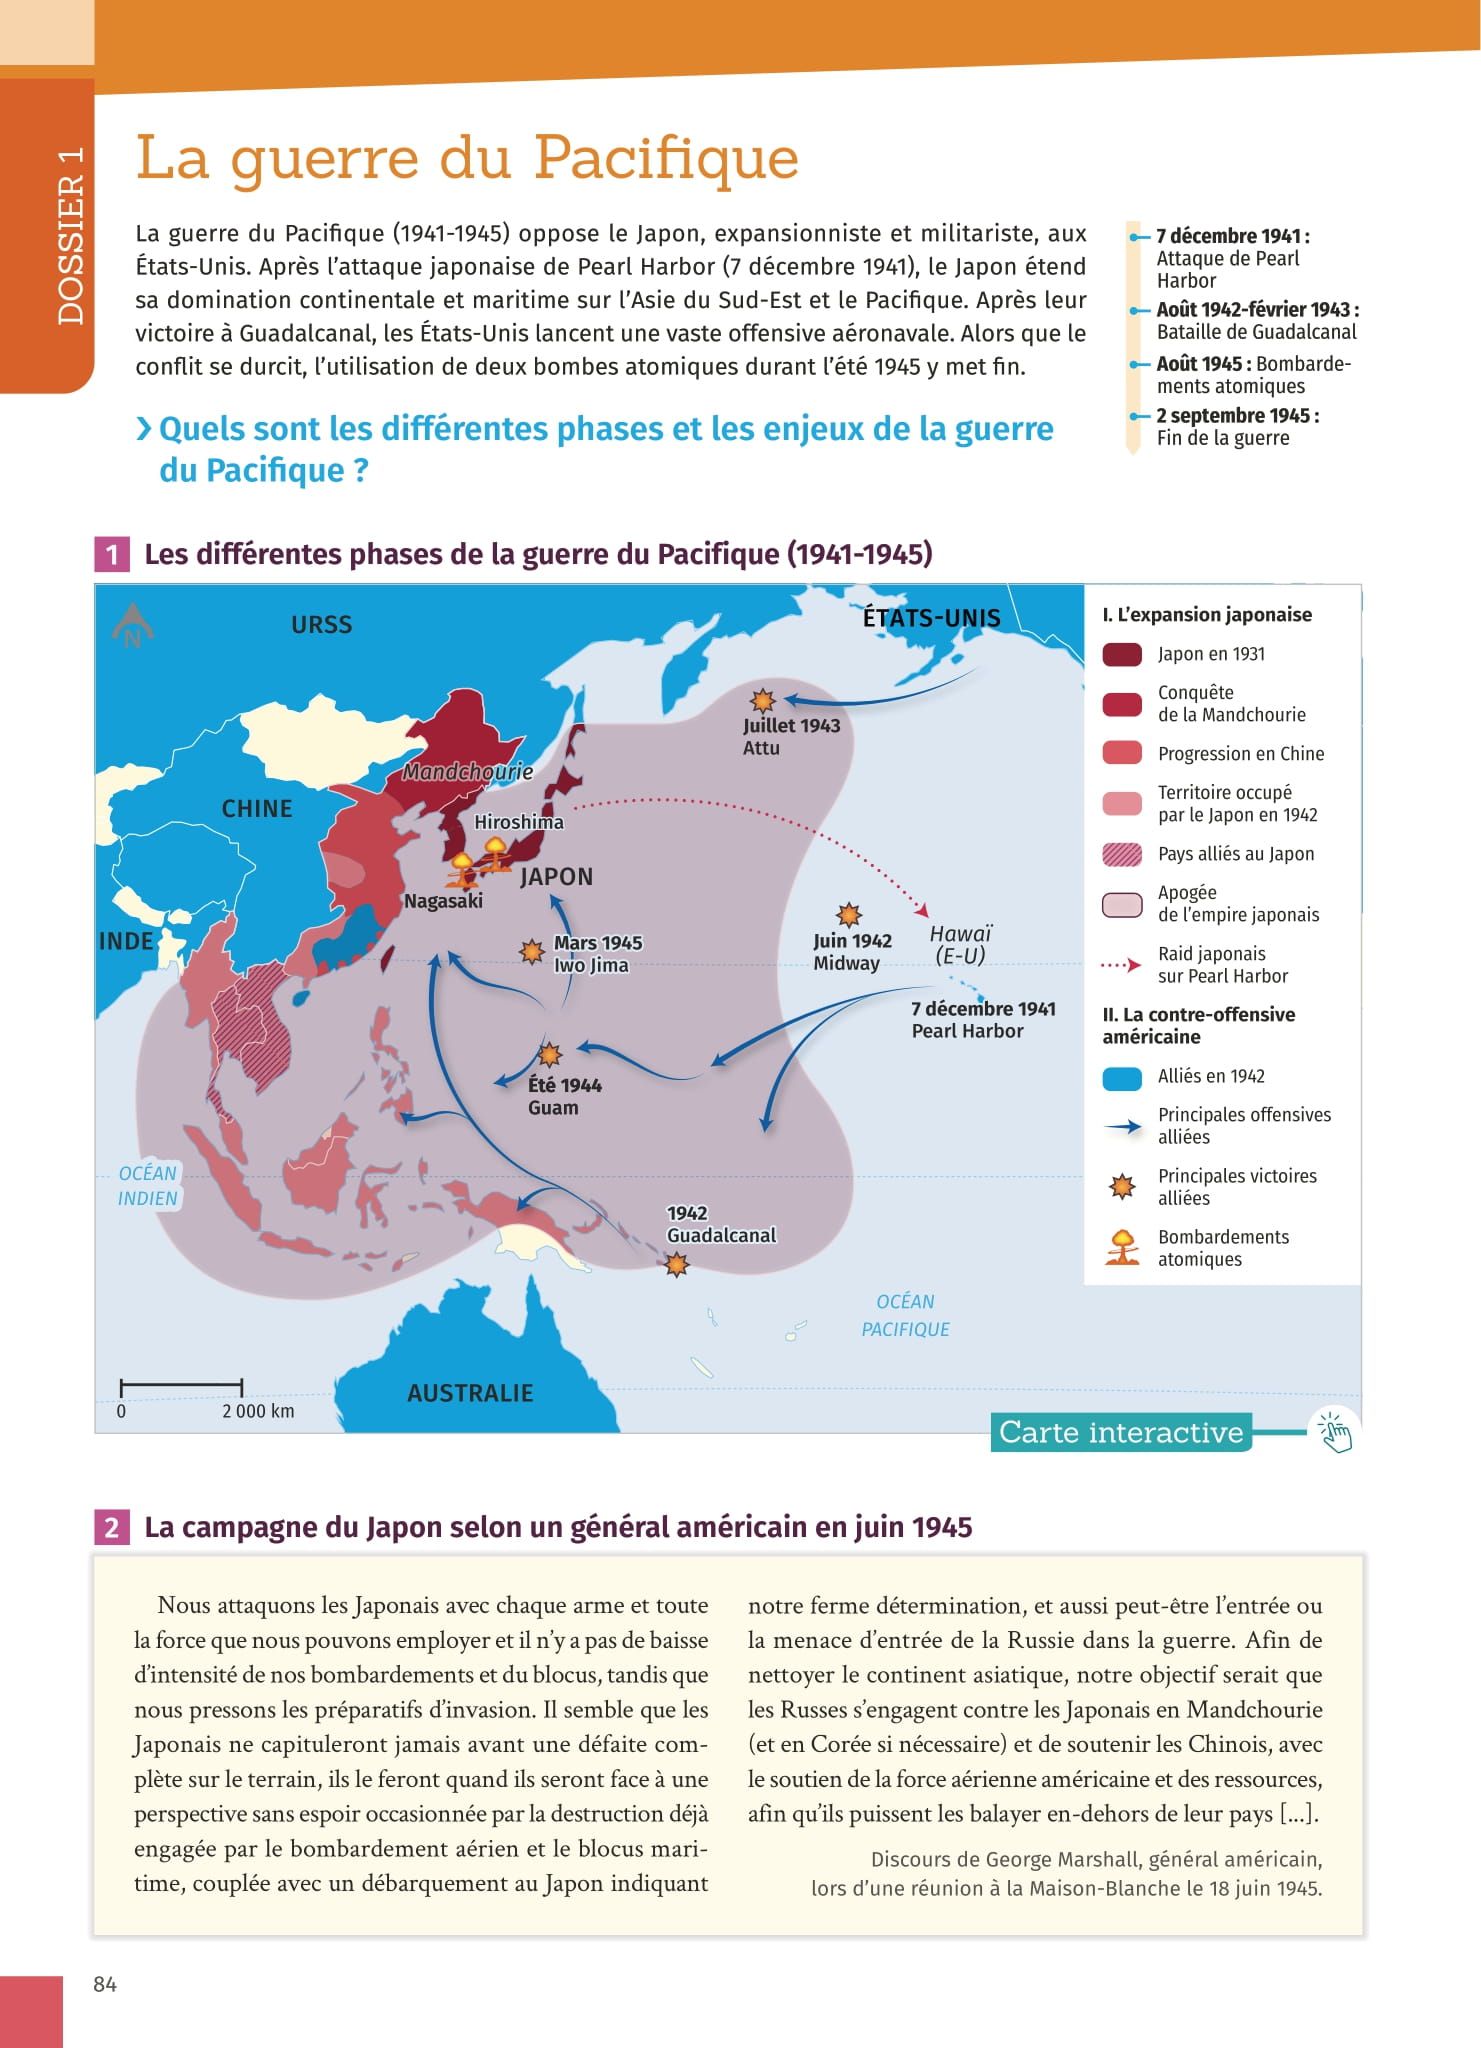 DOSSIER 1
La guerre du Pacifique
La guerre du Pacifique (1941-1945) oppose le Japon, expansionniste et militariste, aux
États-Unis. Après l'attaque japonaise de Pearl Harbor (7 décembre 1941), le Japon étend
sa domination continentale et maritime sur l'Asie du Sud-Est et le Pacifique. Après leur
victoire à Guadalcanal, les États-Unis lancent une vaste offensive aéronavale. Alors que le
conflit se durcit, l'utilisation de deux bombes atomiques durant l'été 1945 y met fin.
› Quels sont les différentes phases et les enjeux de la guerre
du Pacifique ?
7 décembre 1941 :
Attaque de Pearl
Harbor
Août 1942-février 1943 :
Bataille de Guadalcanal
Août 1945 : Bombarde-
ments atomiques
2 septembre 1945 :
Fin de la guerre
1 Les différentes phases de la guerre du Pacifique (1941-1945)
N
URSS
ÉTATS-UNIS
Juillet 1943
Attu
Mandchourie
CHINE
Hiroshima
JAPON
Nagasaki
INDE
Mars 1945
Iwo Jima
Juin 1942
Midway
Hawaï
(E-U)
7 décembre 1941
Pearl Harbor
Été 1944
Guam
OCÉAN
INDIEN
1942
Guadalcanal
OCÉAN
PACIFIQUE
AUSTRALIE
0 2 000 km
I. L'expansion japonaise
Japon en 1931
Conquête
de la Mandchourie
Progression en Chine
Territoire occupé
par le Japon en 1942
Pays alliés au Japon
Apogée
de l'empire japonais
Raid japonais
sur Pearl Harbor
II. La contre-offensive
américaine
Alliés en 1942
Principales offensives
alliées
Principales victoires
alliées
Bombardements
atomiques
Carte interactive
2 La campagne du Japon selon un général américain en juin 1945
Nous attaquons les Japonais avec chaque arme et toute
la force que nous pouvons employer et il n'y a pas de baisse
d'intensité de nos bombardements et du blocus, tandis que
nous pressons les préparatifs d'invasion. Il semble que les
Japonais ne capituleront jamais avant une défaite com-
plète sur le terrain, ils le feront quand ils seront face à une
perspective sans espoir occasionnée par la destruction déjà
engagée par le bombardement aérien et le blocus mari-
time, couplée avec un débarquement au Japon indiquant
notre ferme détermination, et aussi peut-être l'entrée ou
la menace d'entrée de la Russie dans la guerre. Afin de
nettoyer le continent asiatique, notre objectif serait que
les Russes s'engagent contre les Japonais en Mandchourie
(et en Corée si nécessaire) et de soutenir les Chinois, avec
le soutien de la force aérienne américaine et des ressources,
afin qu'ils puissent les balayer en-dehors de leur pays [...].
Discours de George Marshall, général américain,
lors d'une réunion à la Maison-Blanche le 18 juin 1945.
84